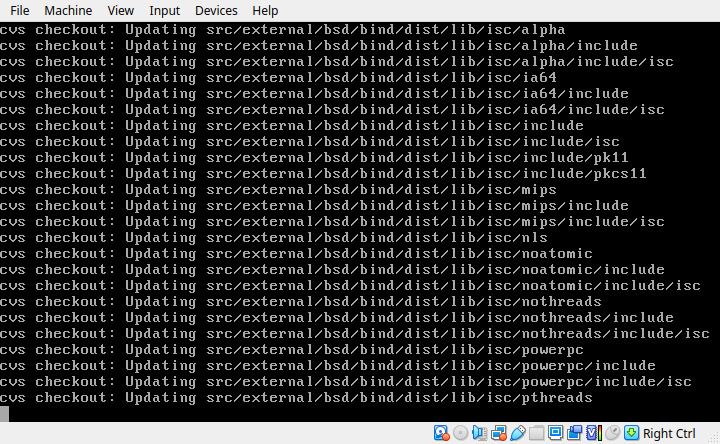 File Machine View Input Devices Help
cvs checkout: Updating src/external/bsd/bind/dist/lib/isc/alpha
cvs checkout: Updating src/external/bsd/bind/dist/lib/isc/alpha/include
cvs checkout: Updating src/external/bsd/bind/dist/lib/isc/alpha/include/isc
cvs checkout: Updating src/external/bsd/bind/dist/lib/isc/ia64
cvs checkout: Updating src/external/bsd/bind/dist/lib/isc/ia64/include
cvs checkout: Updating src/external/bsd/bind/dist/lib/isc/ia64/include/isc
cvs checkout: Updating src/external/bsd/bind/dist/lib/isc/include
cvs checkout: Updating src/external/bsd/bind/dist/lib/isc/include/isc
cvs checkout: Updating src/external/bsd/bind/dist/lib/isc/include/pk11
cvs checkout: Updating src/external/bsd/bind/dist/lib/isc/include/pkcs11
cvs checkout: Updating src/external/bsd/bind/dist/lib/isc/mips
cvs checkout: Updating src/external/bsd/bind/dist/lib/isc/mips/include
cvs checkout: Updating src/external/bsd/bind/dist/lib/isc/mips/include/isc
cvs checkout: Updating src/external/bsd/bind/dist/lib/isc/nls
cvs checkout: Updating src/external/bsd/bind/dist/lib/isc/noatomic
cvs checkout: Updating src/external/bsd/bind/dist/lib/isc/noatomic/include
cvs checkout: Updating src/external/bsd/bind/dist/lib/isc/noatomic/include/isc
cvs checkout: Updating src/external/bsd/bind/dist/lib/isc/nothreads
cvs checkout: Updating src/external/bsd/bind/dist/lib/isc/nothreads/include
cvs checkout: Updating src/external/bsd/bind/dist/lib/isc/nothreads/include/isc
cvs checkout: Updating src/external/bsd/bind/dist/lib/isc/powerpc
cvs checkout: Updating src/external/bsd/bind/dist/lib/isc/powerpc/include
cvs checkout: Updating src/external/bsd/bind/dist/lib/isc/powerpc/include/isc
cvs checkout: Updating src/external/bsd/bind/dist/lib/isc/pthreads
Right Ctrl